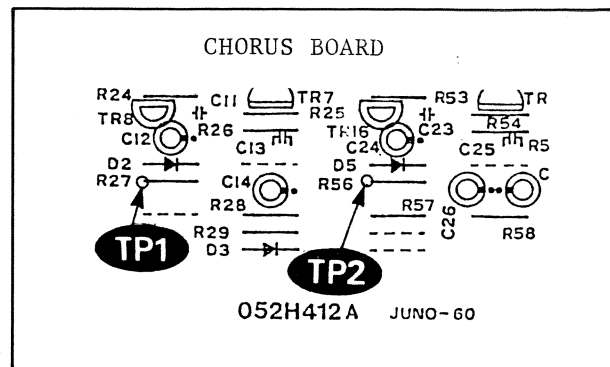 CHORUS BOARD
R24 C11 TR7 R53 TR
TR8 R25 R54
R26 TR16 C23
C12 C13 C24 C25 R5
D2 D5
R27 C14 R56 C
R28 R57 C26
TP1 R29 TP2 R58
D3
052H412A JUNO-60